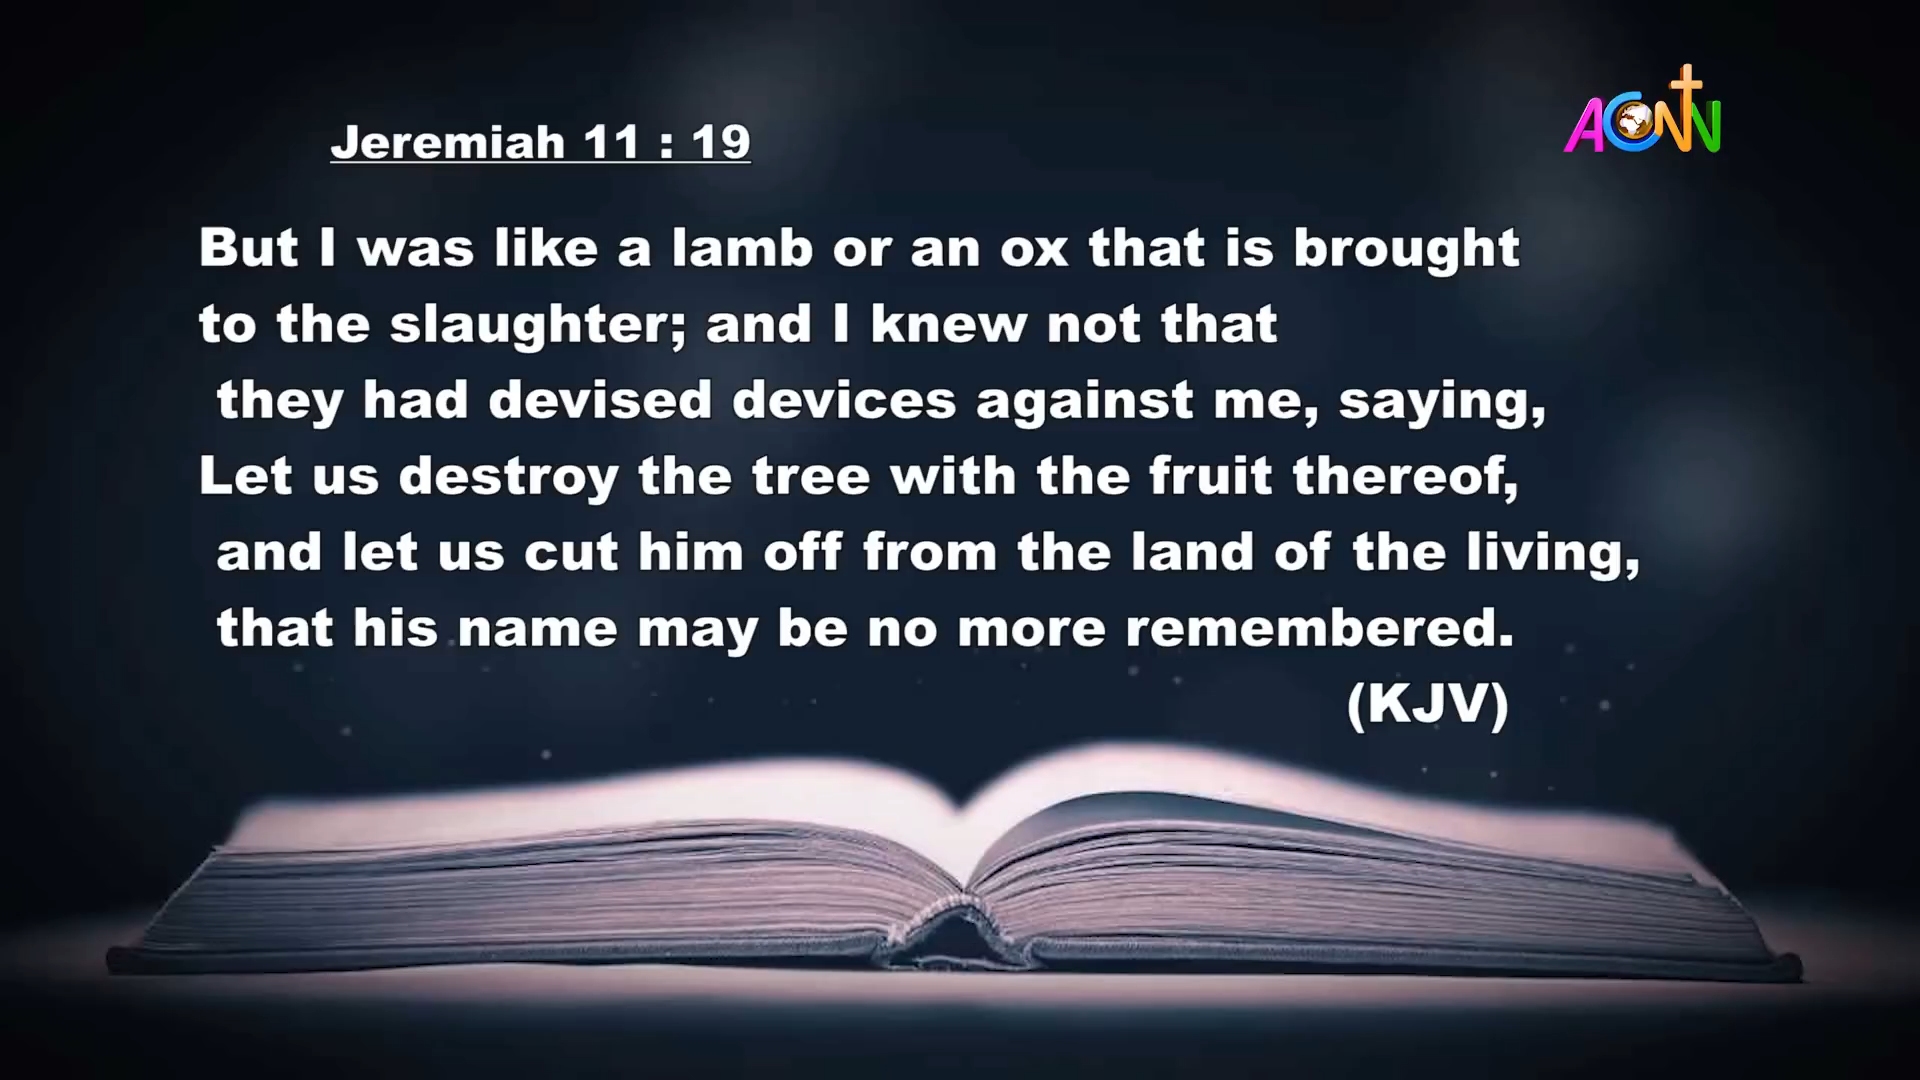 Jeremiah 11 : 19
ACNN
But I was like a lamb or an ox that is brought
to the slaughter; and I knew not that
they had devised devices against me, saying,
Let us destroy the tree with the fruit thereof,
and let us cut him off from the land of the living,
that his name may be no more remembered.
(KJV)